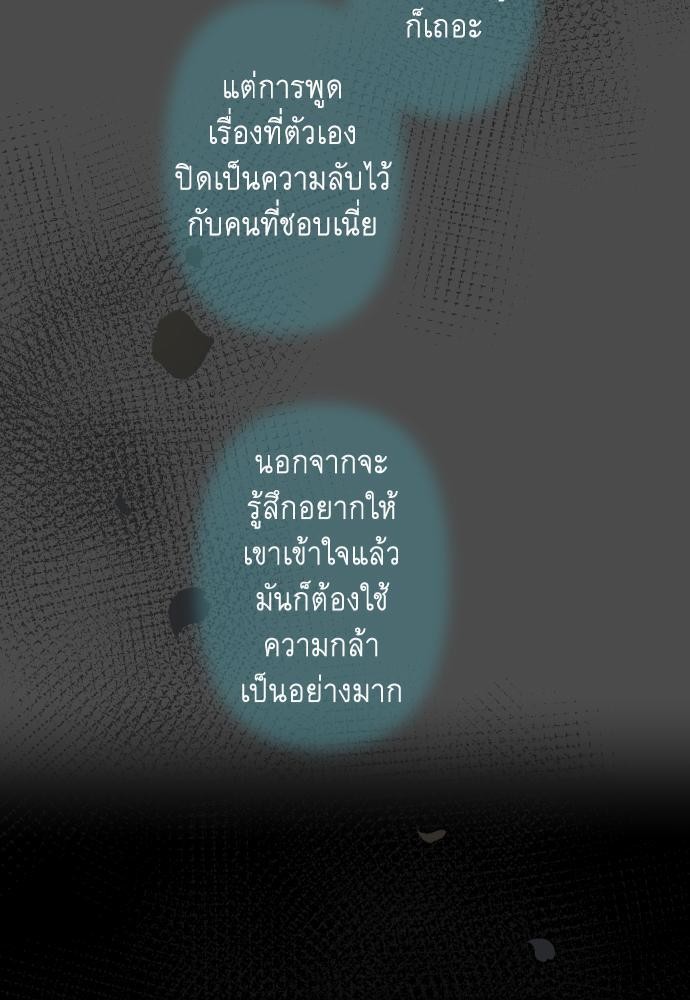 ก็เถอะ
แต่การพูด
เรื่องที่ตัวเอง
ปิดเป็นความลับไว้
กับคนที่ชอบเนี่ย
นอกจากจะ
รู้สึกอยากให้
เขาเข้าใจแล้ว
มันก็ต้องใช้
ความกล้า
เป็นอย่างมาก